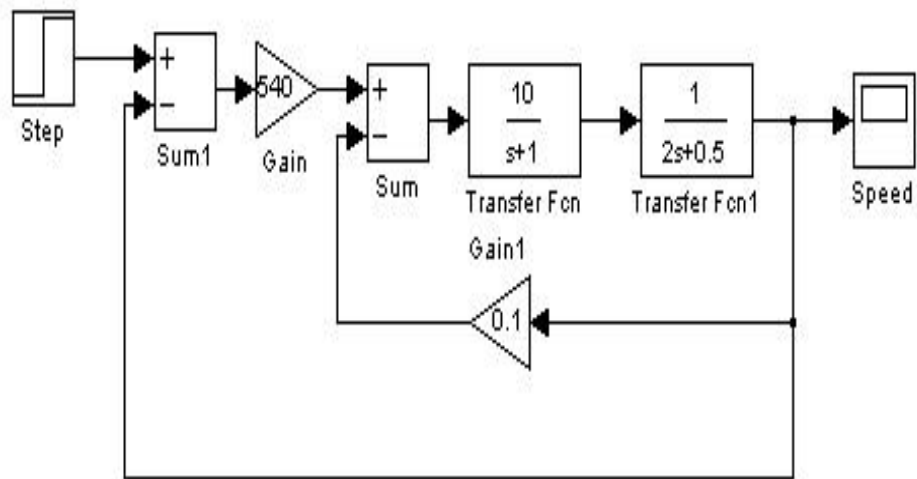 Step
+
−
Sum1
540
Gain
+
−
Sum
10
s+1
Transfer Fcn
1
2s+0.5
Transfer Fcn1
Speed
Gain1
0.1